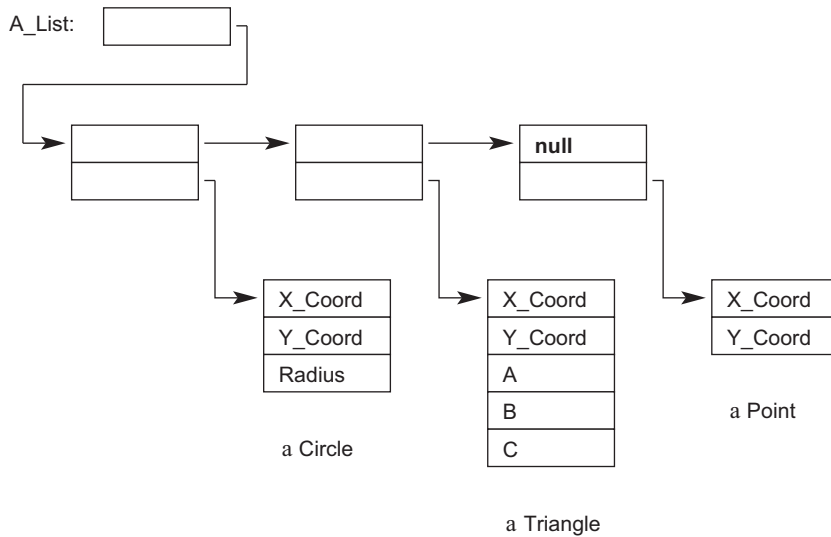 A_List:
null
X_Coord
Y_Coord
Radius
a Circle
X_Coord
Y_Coord
A
B
C
a Triangle
X_Coord
Y_Coord
a Point